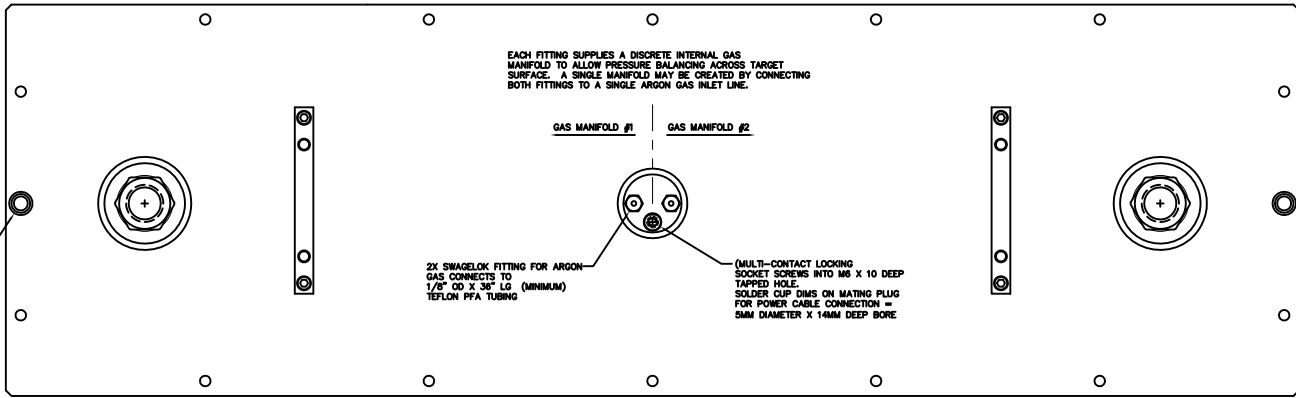 EACH FITTING SUPPLIES A DISCRETE INTERNAL GAS
MANIFOLD TO ALLOW PRESSURE BALANCING ACROSS TARGET
SURFACE. A SINGLE MANIFOLD MAY BE CREATED BY CONNECTING
BOTH FITTINGS TO A SINGLE ARGON GAS INLET LINE.
GAS MANIFOLD #1
GAS MANIFOLD #2
2X SWAGELOK FITTING FOR ARGON
GAS CONNECTS TO
1/8" OD X 36" LG (MINIMUM)
TEFLON PFA TUBING
(MULTI-CONTACT LOCKING
SOCKET SCREWS INTO M6 X 10 DEEP
TAPPED HOLE.
SOLDER CUP DIMS ON MATING PLUG
FOR POWER CABLE CONNECTION =
5MM DIAMETER X 14MM DEEP BORE